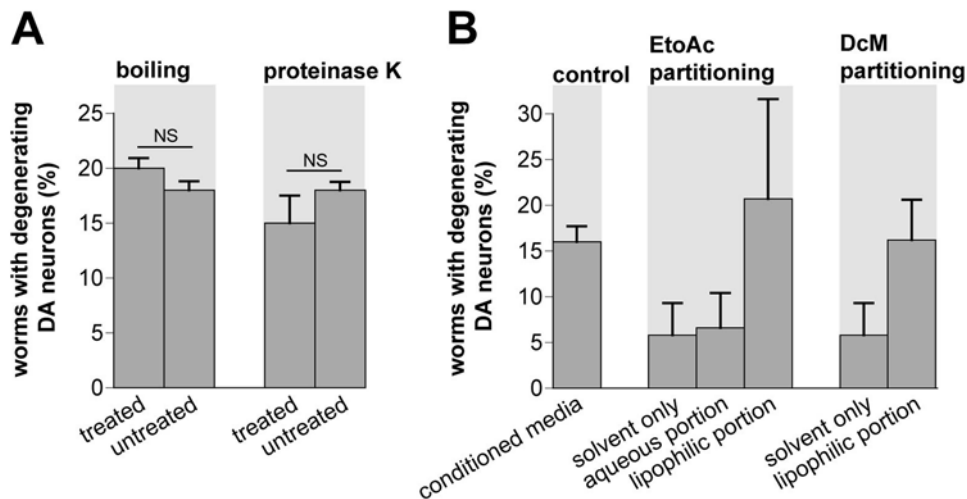 A
boiling
proteinase K
worms with degenerating
DA neurons (%)
25
20
15
10
5
0
NS
NS
treated
untreated
treated
untreated
B
control
EtoAc
partitioning
DcM
partitioning
worms with degenerating
DA neurons (%)
30
25
20
15
10
5
0
conditioned media
solvent only
aqueous portion
lipophilic portion
solvent only
lipophilic portion